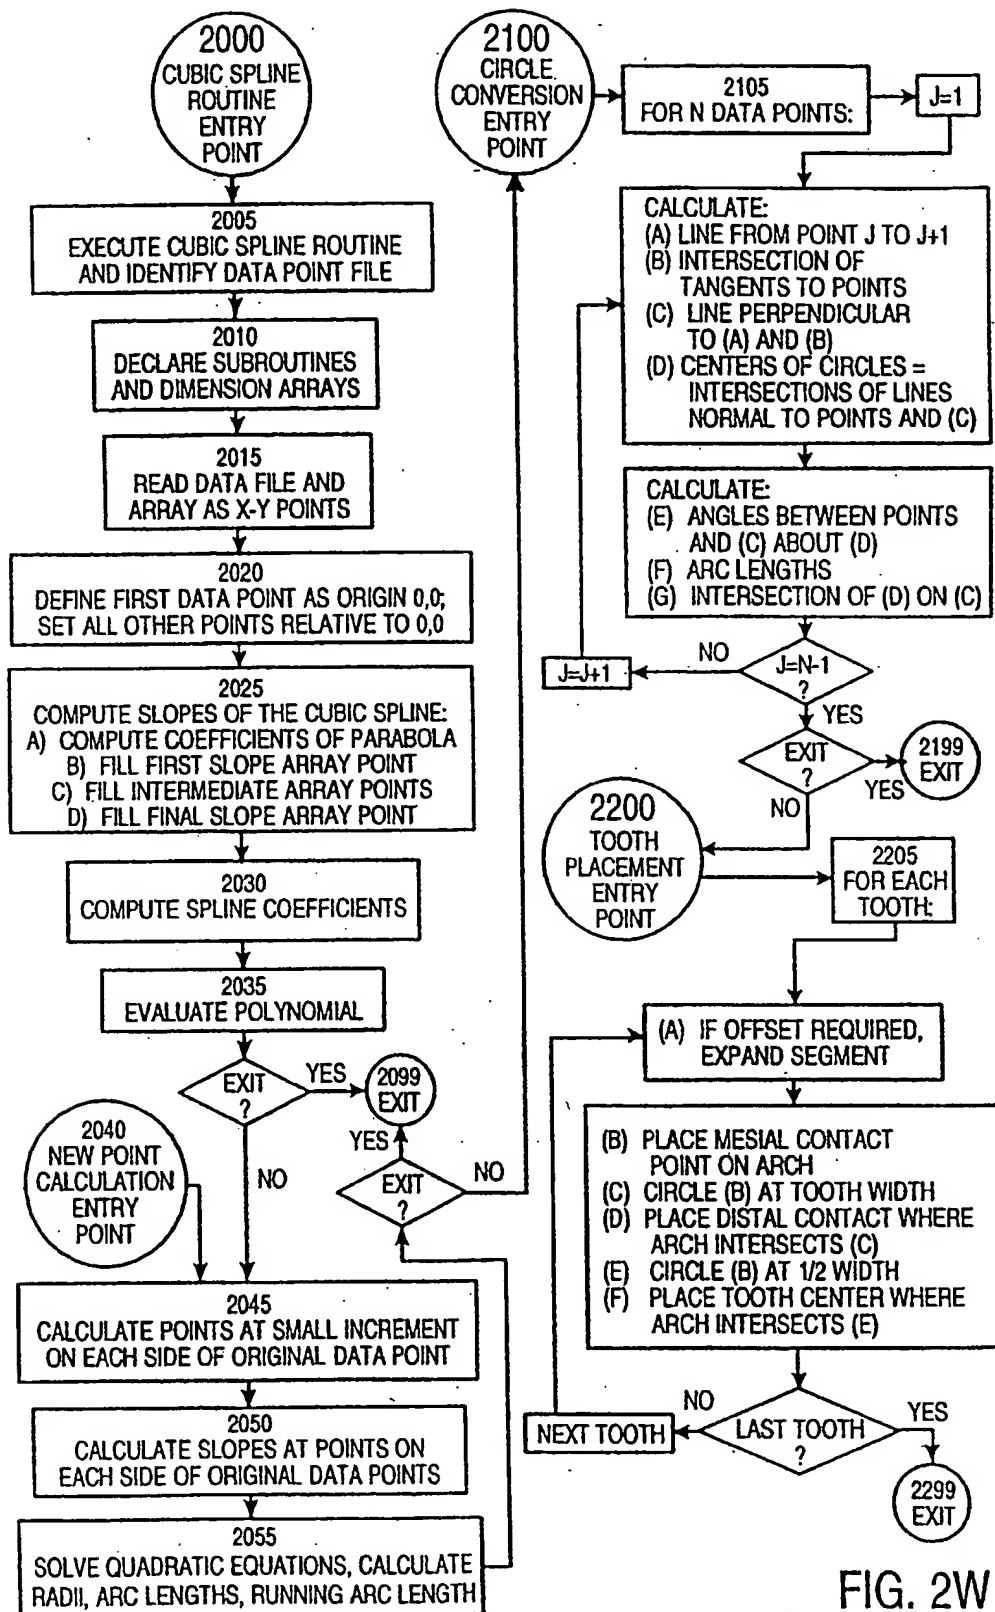 2000
CUBIC SPLINE
ROUTINE
ENTRY
POINT
2005
EXECUTE CUBIC SPLINE ROUTINE
AND IDENTIFY DATA POINT FILE
2010
DECLARE SUBROUTINES
AND DIMENSION ARRAYS
2015
READ DATA FILE AND
ARRAY AS X-Y POINTS
2020
DEFINE FIRST DATA POINT AS ORIGIN 0,0;
SET ALL OTHER POINTS RELATIVE TO 0,0
2025
COMPUTE SLOPES OF THE CUBIC SPLINE:
A) COMPUTE COEFFICIENTS OF PARABOLA
B) FILL FIRST SLOPE ARRAY POINT
C) FILL INTERMEDIATE ARRAY POINTS
D) FILL FINAL SLOPE ARRAY POINT
2030
COMPUTE SPLINE COEFFICIENTS
2035
EVALUATE POLYNOMIAL
EXIT
?
YES
2099
EXIT
NO
2040
NEW POINT
CALCULATION
ENTRY
POINT
YES
EXIT
?
NO
2045
CALCULATE POINTS AT SMALL INCREMENT
ON EACH SIDE OF ORIGINAL DATA POINT
2050
CALCULATE SLOPES AT POINTS ON
EACH SIDE OF ORIGINAL DATA POINTS
2055
SOLVE QUADRATIC EQUATIONS, CALCULATE
RADII, ARC LENGTHS, RUNNING ARC LENGTH
2100
CIRCLE
CONVERSION
ENTRY
POINT
2105
FOR N DATA POINTS:
J=1
CALCULATE:
(A) LINE FROM POINT J TO J+1
(B) INTERSECTION OF
TANGENTS TO POINTS
(C) LINE PERPENDICULAR
TO (A) AND (B)
(D) CENTERS OF CIRCLES =
INTERSECTIONS OF LINES
NORMAL TO POINTS AND (C)
CALCULATE:
(E) ANGLES BETWEEN POINTS
AND (C) ABOUT (D)
(F) ARC LENGTHS
(G) INTERSECTION OF (D) ON (C)
J=J+1
NO
J=N-1
?
YES
EXIT
?
YES
2199
EXIT
NO
2200
TOOTH
PLACEMENT
ENTRY
POINT
2205
FOR EACH
TOOTH:
(A) IF OFFSET REQUIRED,
EXPAND SEGMENT
(B) PLACE MESIAL CONTACT
POINT ON ARCH
(C) CIRCLE (B) AT TOOTH WIDTH
(D) PLACE DISTAL CONTACT WHERE
ARCH INTERSECTS (C)
(E) CIRCLE (B) AT 1/2 WIDTH
(F) PLACE TOOTH CENTER WHERE
ARCH INTERSECTS (E)
NEXT TOOTH
NO
LAST TOOTH
?
YES
2299
EXIT
FIG. 2W